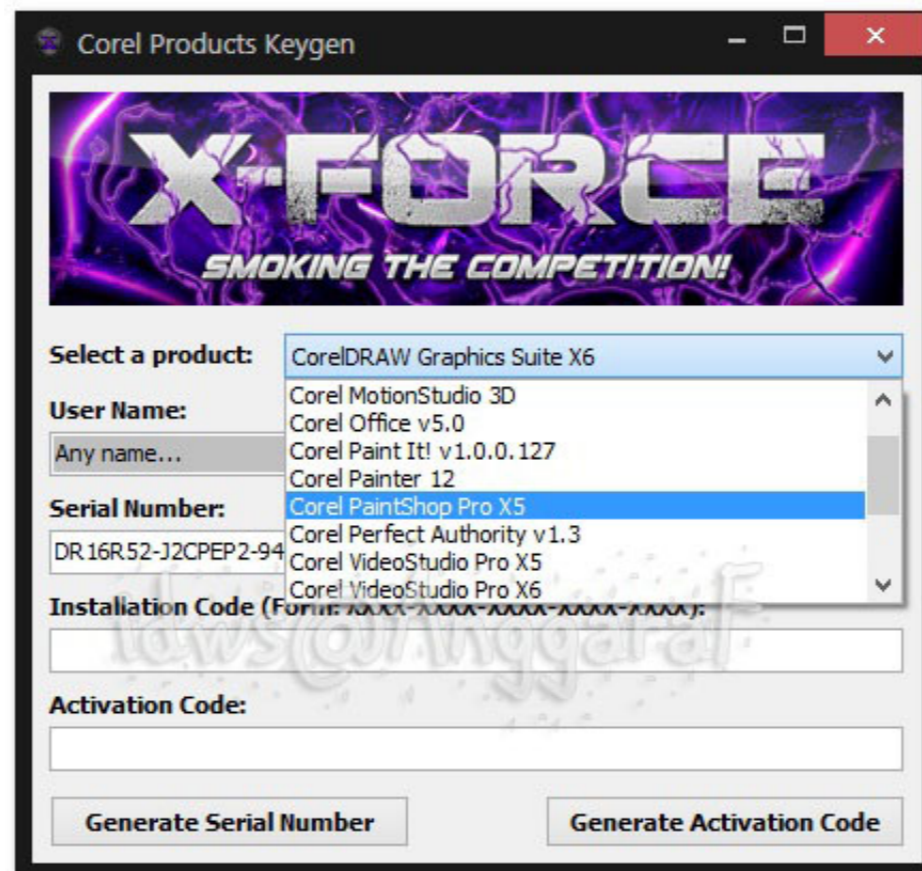 Corel Products Keygen
X-FORCE
SMOKING THE COMPETITION!
Select a product: CorelDRAW Graphics Suite X6
Corel MotionStudio 3D
User Name:
Corel Office v5.0
Any name... Corel Paint It! v1.0.0.127
Corel Painter 12
Serial Number: Corel PaintShop Pro X5
Corel Perfect Authority v1.3
DR16R52-J2CPEP2-94 Corel VideoStudio Pro X5
Corel VideoStudio Pro X6
Installation Code (Form: XXXX-XXXX-XXXX-XXXX-XXXX):
idws@AnggaraF
Activation Code:
Generate Serial Number Generate Activation Code